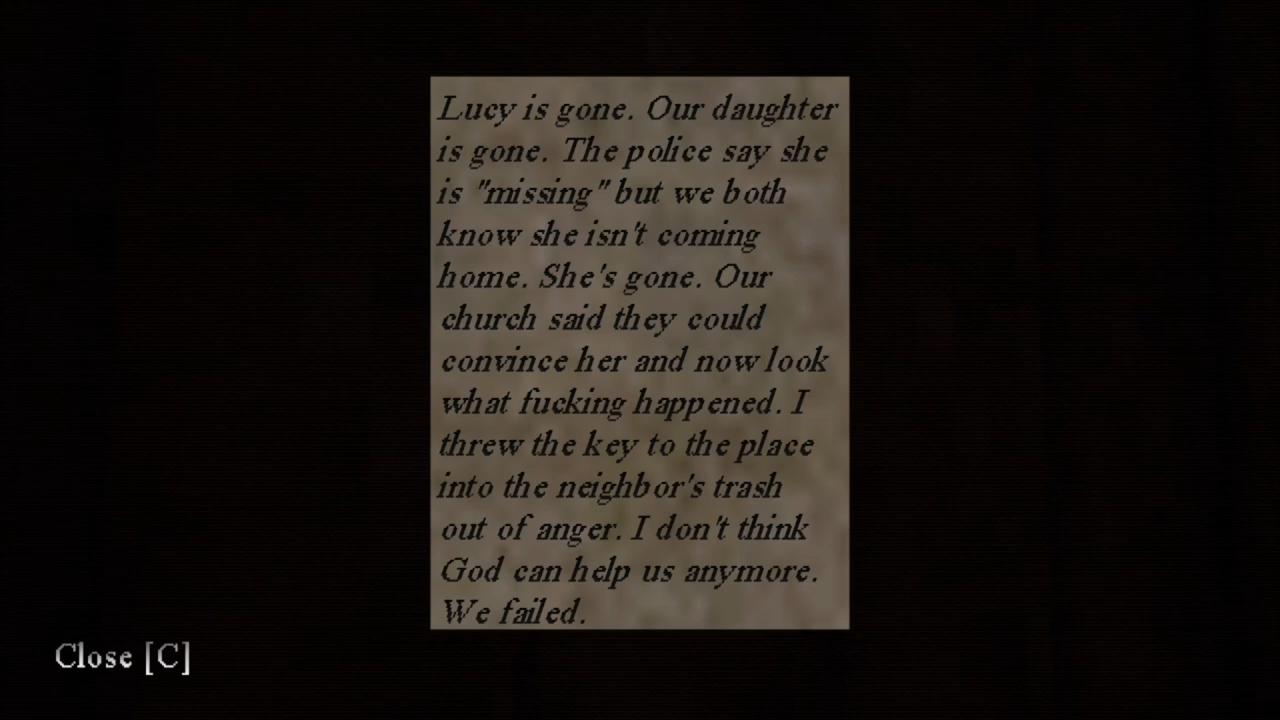 Lucy is gone. Our daughter
is gone. The police say she
is "missing" but we both
know she isn't coming
home. She's gone. Our
church said they could
convince her and now look
what fucking happened. I
threw the key to the place
into the neighbor's trash
out of anger. I don't think
God can help us anymore.
We failed.
Close [C]